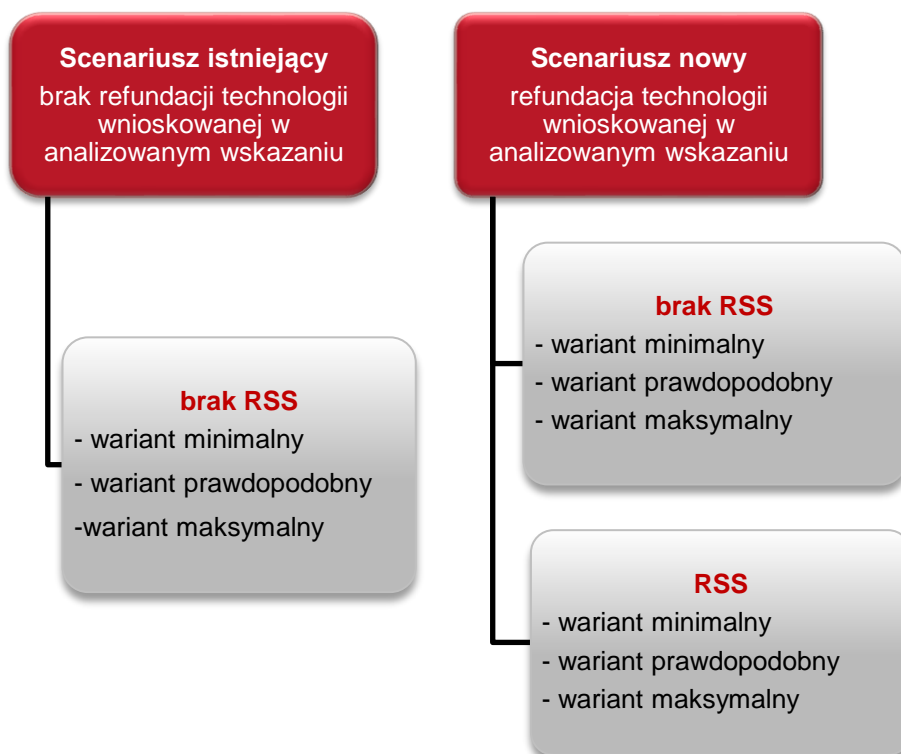 Scenariusz istniejący
brak refundacji technologii
wnioskowanej w
analizowanym wskazaniu
brak RSS
- wariant minimalny
- wariant prawdopodobny
-wariant maksymalny
Scenariusz nowy
refundacja technologii
wnioskowanej w
analizowanym wskazaniu
brak RSS
- wariant minimalny
- wariant prawdopodobny
- wariant maksymalny
RSS
- wariant minimalny
- wariant prawdopodobny
- wariant maksymalny